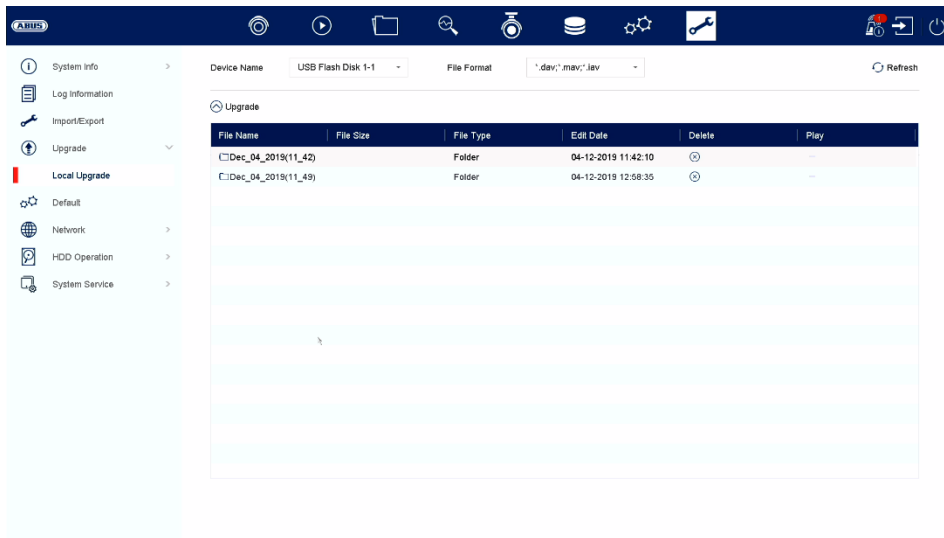 ABUS
System Info
Log Information
Import/Export
Upgrade
Local Upgrade
Default
Network
HDD Operation
System Service
Device Name USB Flash Disk 1-1 File Format *.dav;*.mav;*.iav Refresh
Upgrade
File Name File Size File Type Edit Date Delete Play
Dec_04_2019(11_42) Folder 04-12-2019 11:42:10
Dec_04_2019(11_49) Folder 04-12-2019 12:58:35